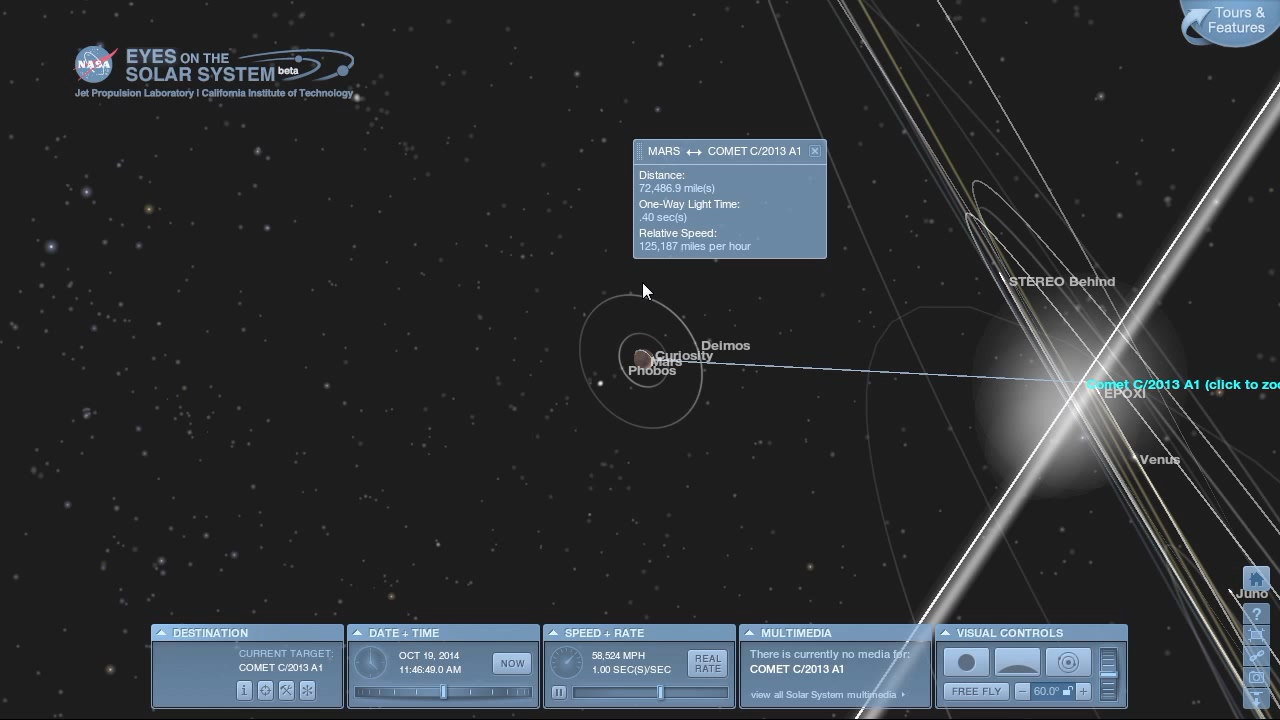 Tours &
Features
NASA
EYES ON THE
SOLAR SYSTEM beta
Jet Propulsion Laboratory | California Institute of Technology
MARS ↔ COMET C/2013 A1
Distance:
72,486.9 mile(s)
One-Way Light Time:
.40 sec(s)
Relative Speed:
125,187 miles per hour
STEREO Behind
Deimos
Curiosity
Mars
Phobos
Comet C/2013 A1 (click to zoo
EPOXI
Venus
Juno
DESTINATION
CURRENT TARGET:
COMET C/2013 A1
DATE + TIME
OCT 19, 2014
11:46:49.0 AM
NOW
SPEED + RATE
58,524 MPH
1.00 SEC(S)/SEC
REAL
RATE
MULTIMEDIA
There is currently no media for:
COMET C/2013 A1
view all Solar System multimedia
VISUAL CONTROLS
FREE FLY
60.0°